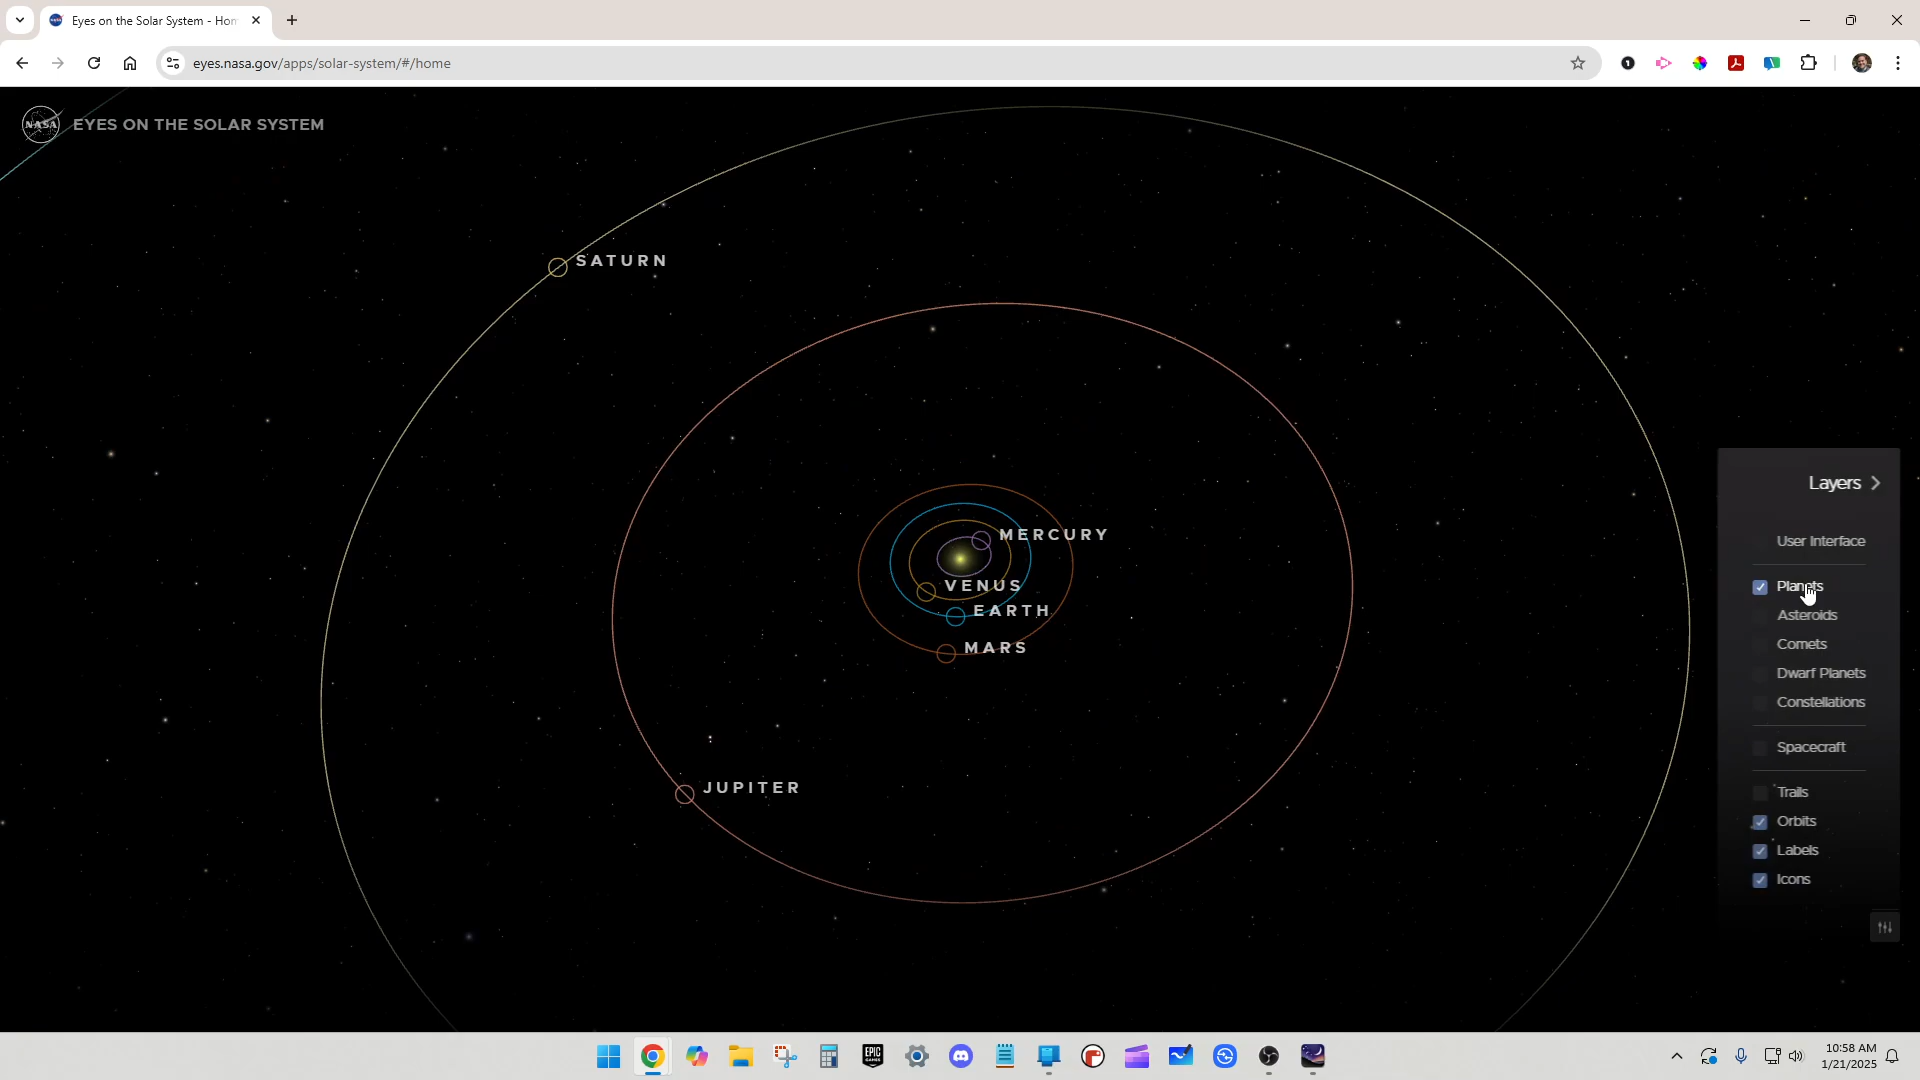 Eyes on the Solar System - Hom
eyes.nasa.gov/apps/solar-system/#/home
NASA
EYES ON THE SOLAR SYSTEM
SATURN
MERCURY
VENUS
EARTH
MARS
JUPITER
Layers
User Interface
Planets
Asteroids
Comets
Dwarf Planets
Constellations
Spacecraft
Trails
Orbits
Labels
Icons
EPIC
GAMES
10:58 AM
1/21/2025